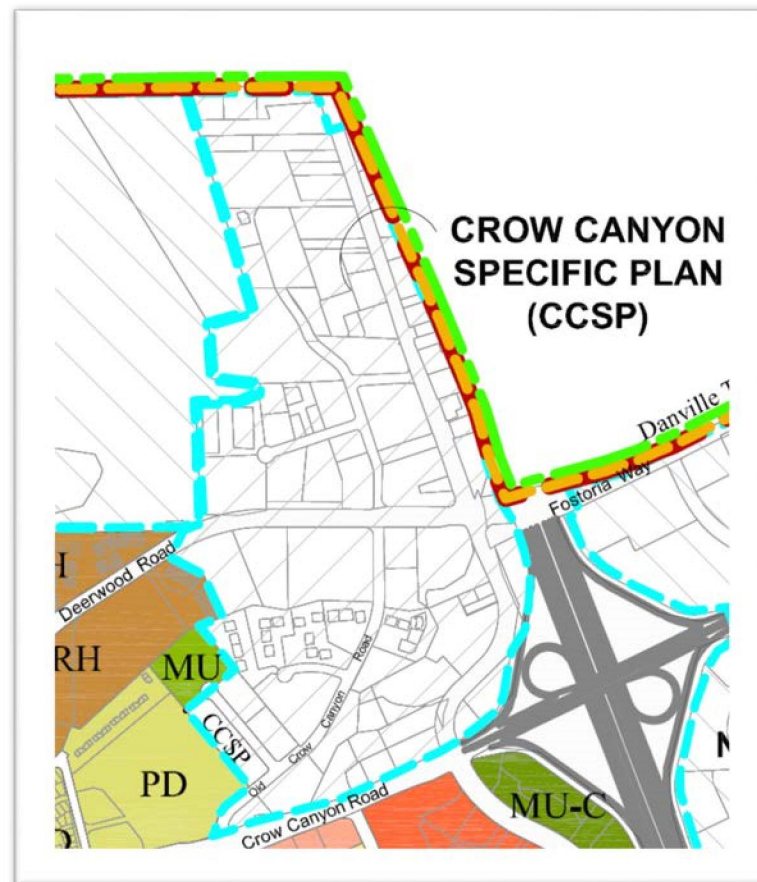 CROW CANYON
SPECIFIC PLAN
(CCSP)
Danville
Fostoria Way
Deerwood Road
RH
MU
CCSP
PD
Old Crow Canyon Road
Crow Canyon Road
MU-C